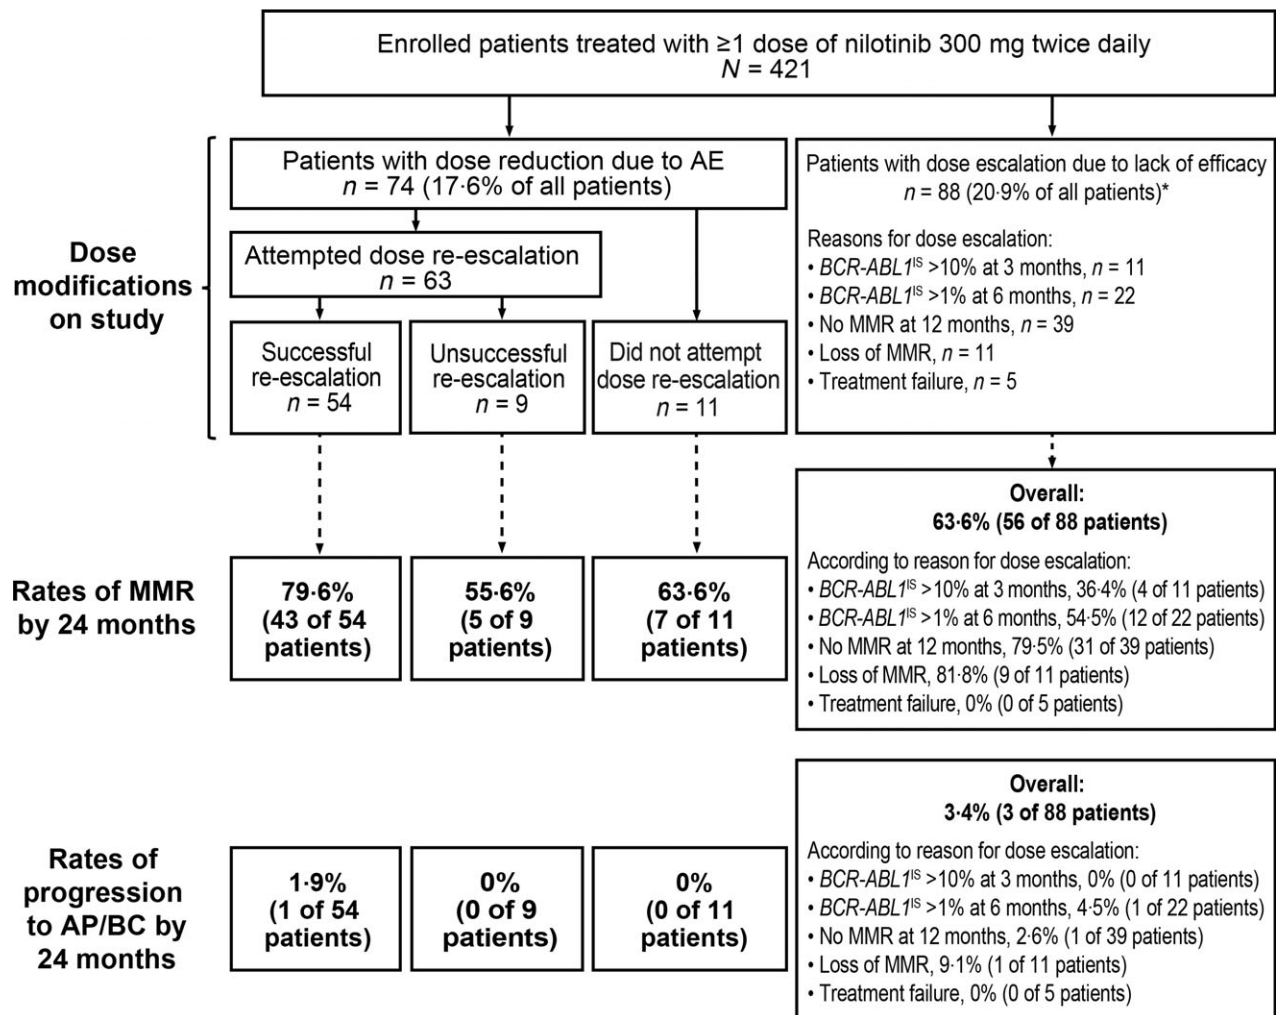 Enrolled patients treated with ≥1 dose of nilotinib 300 mg twice daily
N = 421
Dose
modifications
on study
Patients with dose reduction due to AE
n = 74 (17·6% of all patients)
Attempted dose re-escalation
n = 63
Successful
re-escalation
n = 54
Unsuccessful
re-escalation
n = 9
Did not attempt
dose re-escalation
n = 11
Patients with dose escalation due to lack of efficacy
n = 88 (20·9% of all patients)*
Reasons for dose escalation:
• BCR-ABL1ᴵˢ >10% at 3 months, n = 11
• BCR-ABL1ᴵˢ >1% at 6 months, n = 22
• No MMR at 12 months, n = 39
• Loss of MMR, n = 11
• Treatment failure, n = 5
Rates of MMR
by 24 months
79·6%
(43 of 54
patients)
55·6%
(5 of 9
patients)
63·6%
(7 of 11
patients)
Overall:
63·6% (56 of 88 patients)
According to reason for dose escalation:
• BCR-ABL1ᴵˢ >10% at 3 months, 36·4% (4 of 11 patients)
• BCR-ABL1ᴵˢ >1% at 6 months, 54·5% (12 of 22 patients)
• No MMR at 12 months, 79·5% (31 of 39 patients)
• Loss of MMR, 81·8% (9 of 11 patients)
• Treatment failure, 0% (0 of 5 patients)
Rates of
progression
to AP/BC by
24 months
1·9%
(1 of 54
patients)
0%
(0 of 9
patients)
0%
(0 of 11
patients)
Overall:
3·4% (3 of 88 patients)
According to reason for dose escalation:
• BCR-ABL1ᴵˢ >10% at 3 months, 0% (0 of 11 patients)
• BCR-ABL1ᴵˢ >1% at 6 months, 4·5% (1 of 22 patients)
• No MMR at 12 months, 2·6% (1 of 39 patients)
• Loss of MMR, 9·1% (1 of 11 patients)
• Treatment failure, 0% (0 of 5 patients)